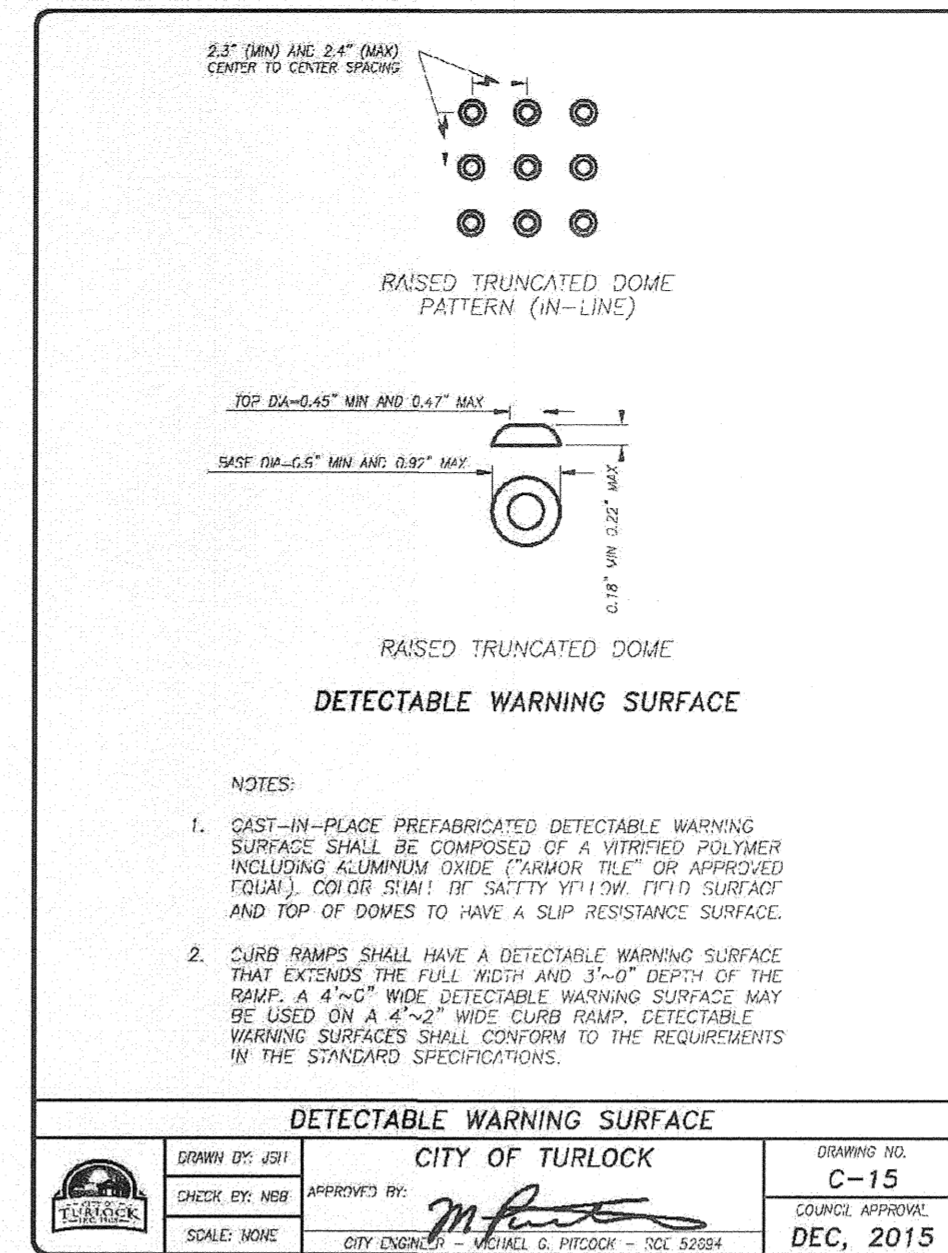 2.3" (MIN) AND 2.4" (MAX)
CENTER TO CENTER SPACING
RAISED TRUNCATED DOME
PATTERN (IN-LINE)
TOP DIA=0.45" MIN AND 0.47" MAX
BASE DIA=0.9" MIN AND 0.92" MAX
0.18" MIN 0.22" MAX
RAISED TRUNCATED DOME
DETECTABLE WARNING SURFACE
NOTES:
1. CAST-IN-PLACE PREFABRICATED DETECTABLE WARNING
SURFACE SHALL BE COMPOSED OF A VITRIFIED POLYMER
INCLUDING ALUMINUM OXIDE ("ARMOR TILE" OR APPROVED
EQUAL). COLOR SHALL BE SAFETY YELLOW. FIELD SURFACE
AND TOP OF DOMES TO HAVE A SLIP RESISTANCE SURFACE.
2. CURB RAMPS SHALL HAVE A DETECTABLE WARNING SURFACE
THAT EXTENDS THE FULL WIDTH AND 3'~0" DEPTH OF THE
RAMP. A 4'~0" WIDE DETECTABLE WARNING SURFACE MAY
BE USED ON A 4'~2" WIDE CURB RAMP. DETECTABLE
WARNING SURFACES SHALL CONFORM TO THE REQUIREMENTS
IN THE STANDARD SPECIFICATIONS.
DETECTABLE WARNING SURFACE
CITY OF
TURLOCK
DRAWN BY: JSH
CHECK BY: NBB
SCALE: NONE
CITY OF TURLOCK
APPROVED BY:
CITY ENGINEER - MICHAEL G. PITCOCK - RCE 52694
DRAWING NO.
C-15
COUNCIL APPROVAL
DEC, 2015